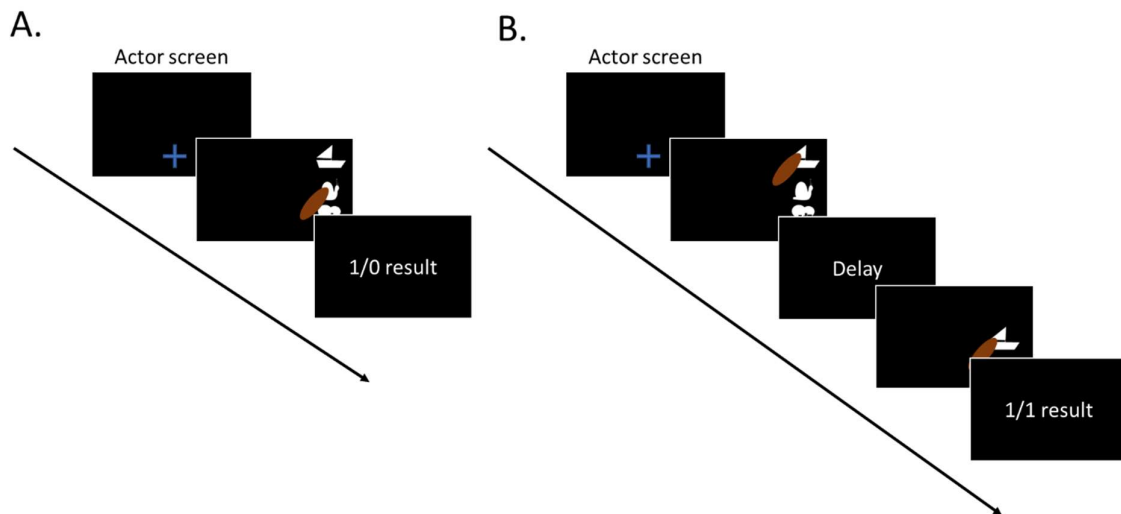 A.
Actor screen
1/0 result
B.
Actor screen
Delay
1/1 result